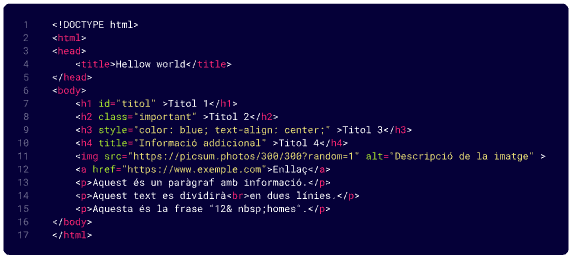 1 <!DOCTYPE html>
2 <html>
3 <head>
4 <title>Hellow world</title>
5 </head>
6 <body>
7 <h1 id="titol" >Titol 1</h1>
8 <h2 class="important" >Titol 2</h2>
9 <h3 style="color: blue; text-align: center;" >Titol 3</h3>
10 <h4 title="Informació addicional" >Titol 4</h4>
11 <img src="https://picsum.photos/300/300?random=1" alt="Descripció de la imatge" >
12 <a href="https://www.exemple.com">Enllaç</a>
13 <p>Aquest és un paràgraf amb informació.</p>
14 <p>Aquest text es dividirà<br>en dues línies.</p>
15 <p>Aquesta és la frase "12& nbsp;homes".</p>
16 </body>
17 </html>